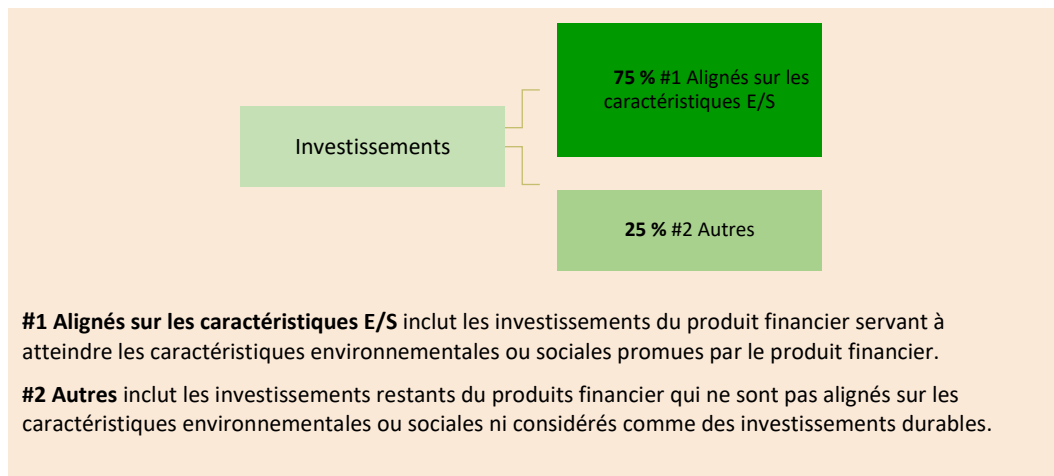 75 % #1 Alignés sur les
caractéristiques E/S
Investissements
25 % #2 Autres
#1 Alignés sur les caractéristiques E/S inclut les investissements du produit financier servant à
atteindre les caractéristiques environnementales ou sociales promues par le produit financier.
#2 Autres inclut les investissements restants du produits financier qui ne sont pas alignés sur les
caractéristiques environnementales ou sociales ni considérés comme des investissements durables.